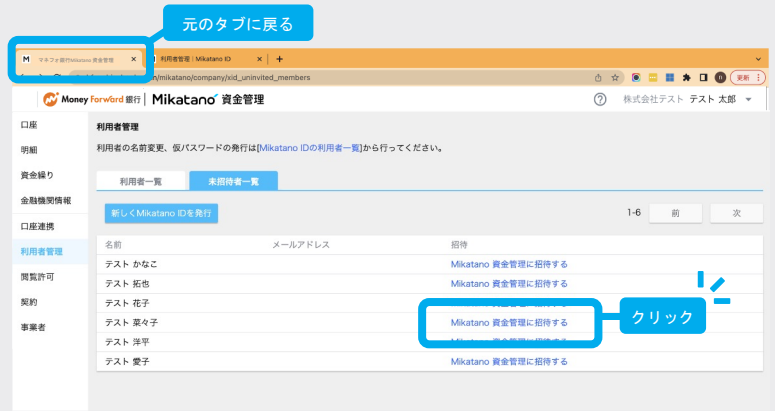 元のタブに戻る
M マネフォ銀行Mikatano 資金管理 ×
利用者管理 | Mikatano ID × +
n/mikatano/company/xid_uninvited_members
更新
Money Forward 銀行 | Mikatano 資金管理
? 株式会社テスト テスト 太郎
口座
明細
資金繰り
金融機関情報
口座連携
利用者管理
閲覧許可
契約
事業者
利用者管理
利用者の名前変更、仮パスワードの発行は[Mikatano IDの利用者一覧]から行ってください。
利用者一覧 未招待者一覧
新しくMikatano IDを発行 1-6 前 次
名前 メールアドレス 招待
テスト かなこ Mikatano 資金管理に招待する
テスト 拓也 Mikatano 資金管理に招待する
テスト 花子
テスト 菜々子 Mikatano 資金管理に招待する
クリック
テスト 洋平
テスト 愛子 Mikatano 資金管理に招待する